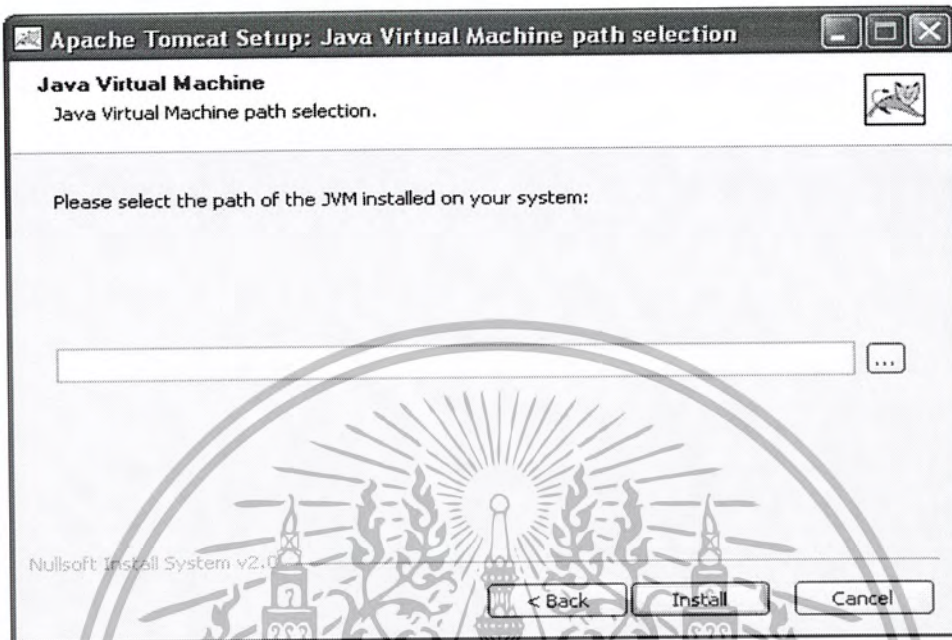 Apache Tomcat Setup: Java Virtual Machine path selection
Java Virtual Machine
Java Virtual Machine path selection.
Please select the path of the JVM installed on your system:
...
Nullsoft Install System v2.0
< Back
Install
Cancel